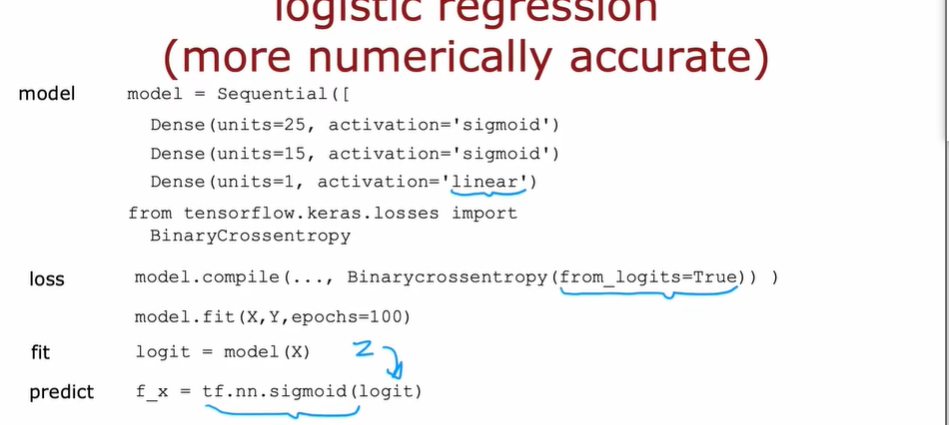 logistic regression
(more numerically accurate)
model model = Sequential([
Dense(units=25, activation='sigmoid')
Dense(units=15, activation='sigmoid')
Dense(units=1, activation='linear')
from tensorflow.keras.losses import
BinaryCrossentropy
loss model.compile(..., Binarycrossentropy(from_logits=True)) )
model.fit(X,Y,epochs=100)
fit logit = model(X) z
predict f_x = tf.nn.sigmoid(logit)